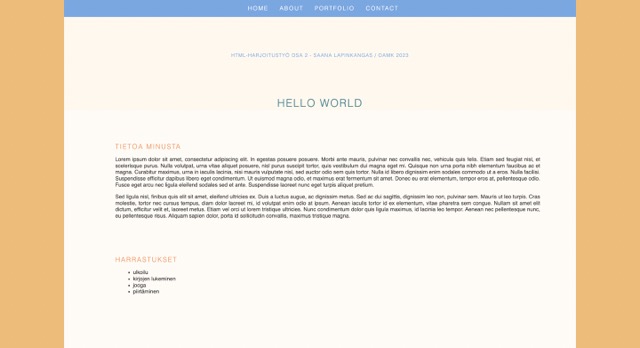 HOME ABOUT PORTFOLIO CONTACT
HTML-HARJOITUSTYÖ OSA 2 - SAANA LAPINKANGAS / DAMK 2023
HELLO WORLD
TIETOA MINUSTA
Lorem ipsum dolor sit amet, consectetur adipiscing elit. In egestas posuere posuere. Morbi ante mauris, pulvinar nec convallis nec, vehicula quis felis. Etiam sed feugiat nisl, et
scelerisque purus. Nulla volutpat, urna vitae aliquet posuere, nisl purus suscipit tortor, quis vestibulum dui magna eget mi. Quisque non urna porta nibh elementum faucibus ac et
magna. Curabitur maximus, urna in iaculis lacinia, nisi mauris vulputate nisi, sed auctor odio sem quis tortor. Nulla id libero dignissim enim sodales commodo ut a eros. Nulla facilisi.
Suspendisse efficitur dapibus libero eget condimentum. Ut euismod magna odio, et maximus erat fermentum sit amet. Donec eu erat elementum, tempor eros at, pellentesque odio.
Fusce eget arcu nec ligula eleifend sodales sed et ante. Suspendisse laoreet nunc eget turpis aliquet pretium.
Sed ligula nisl, finibus quis elit sit amet, eleifend ultricies ex. Duis a luctus augue, ac dignissim metus. Sed ac dui sagittis, dignissim leo non, pulvinar sem. Mauris ut leo turpis. Cras
molestie, tortor nec cursus tempus, diam dolor laoreet mi, id volutpat enim odio at ipsum. Aenean iaculis tortor id ex elementum, vitae pharetra sem congue. Nullam sit amet elit
dictum, efficitur velit et, laoreet metus. Etiam vel orci ut lorem tristique ultrices. Nunc condimentum dolor quis ligula maximus, id lacinia leo tempor. Aenean nec pellentesque nunc,
eu pellentesque risus. Aliquam sapien dolor, porta id sollicitudin convallis, maximus tristique magna.
HARRASTUKSET
• ulkoilu
• kirjojen lukeminen
• jooga
• piirtäminen